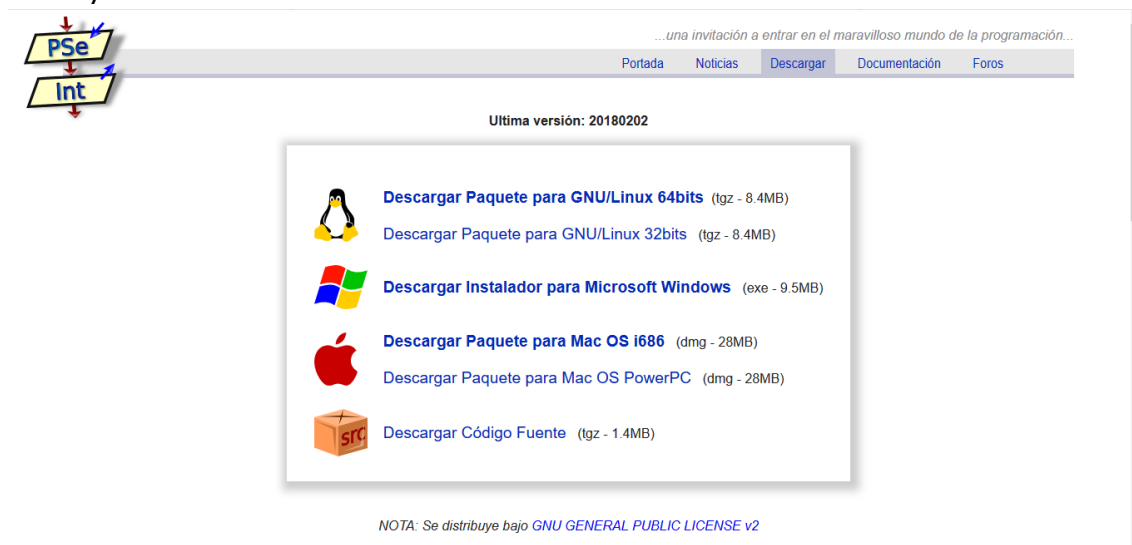 ...una invitación a entrar en el maravilloso mundo de la programación...
PSe
Int
Portada Noticias Descargar Documentación Foros
Ultima versión: 20180202
Descargar Paquete para GNU/Linux 64bits (tgz - 8.4MB)
Descargar Paquete para GNU/Linux 32bits (tgz - 8.4MB)
Descargar Instalador para Microsoft Windows (exe - 9.5MB)
Descargar Paquete para Mac OS i686 (dmg - 28MB)
Descargar Paquete para Mac OS PowerPC (dmg - 28MB)
src
Descargar Código Fuente (tgz - 1.4MB)
NOTA: Se distribuye bajo GNU GENERAL PUBLIC LICENSE v2